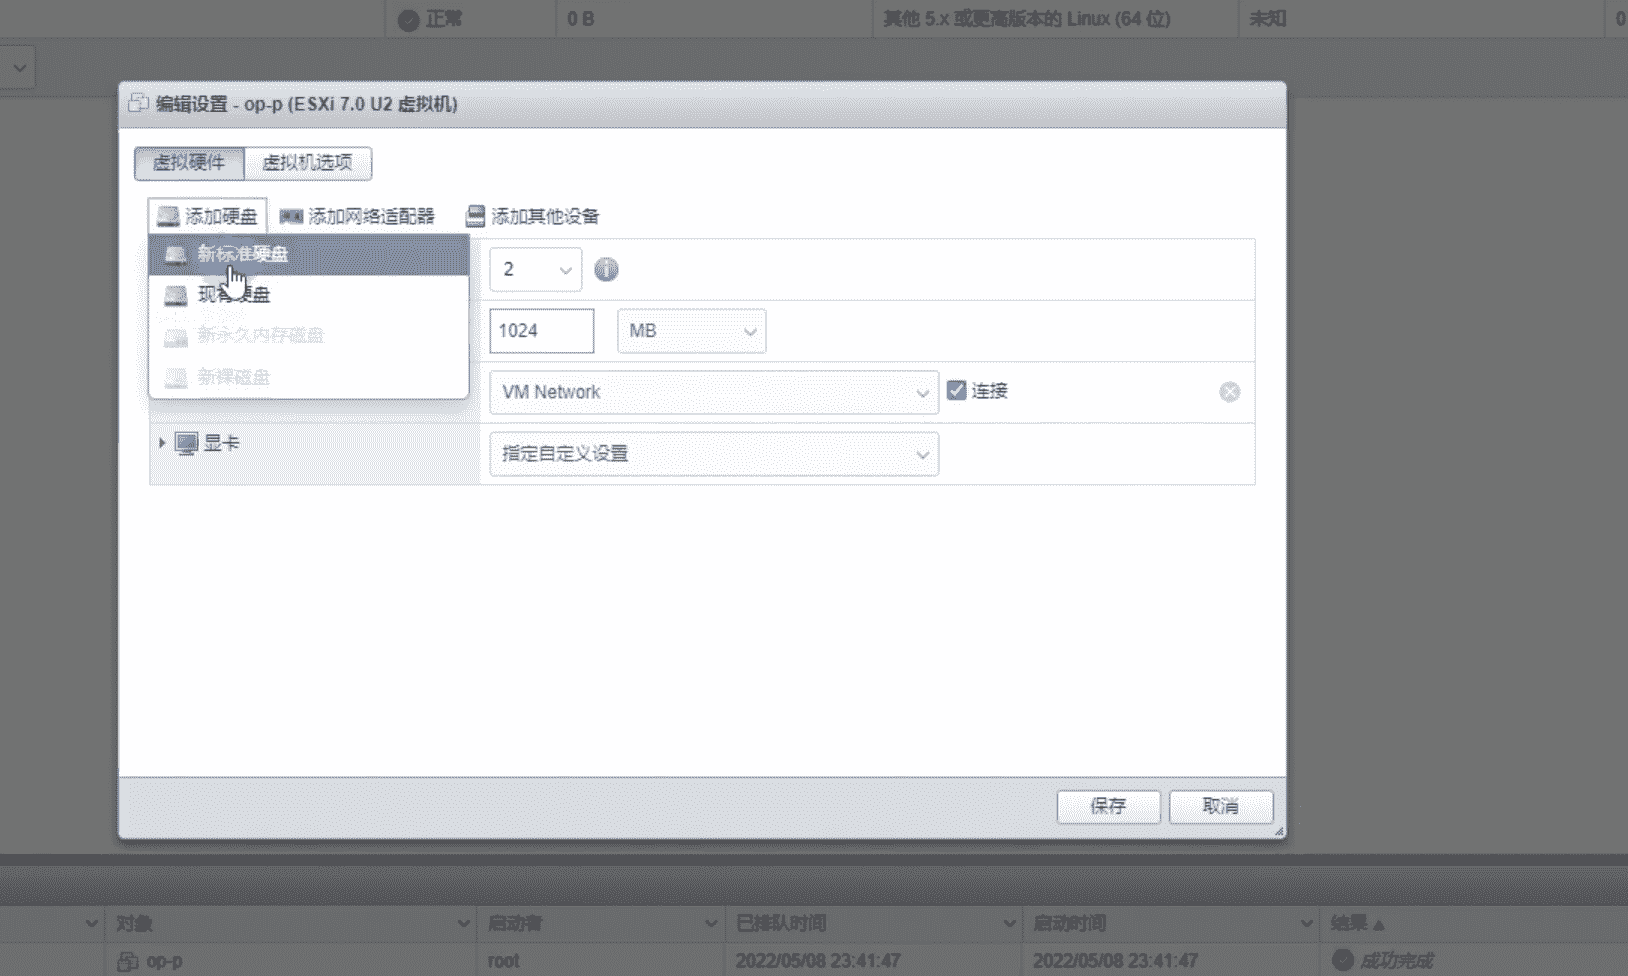 正常 0 B 其他 5.x 或更高版本的 Linux (64 位) 未知 0
编辑设置 - op-p (ESXi 7.0 U2 虚拟机)
虚拟硬件 虚拟机选项
添加硬盘 添加网络适配器 添加其他设备
新标准硬盘
2
现有硬盘
1024 MB
新永久内存磁盘
新裸磁盘
VM Network 连接
显卡 指定自定义设置
保存 取消
对象 启动者 已排队时间 启动时间 结果
op-p root 2022/05/08 23:41:47 2022/05/08 23:41:47 成功完成